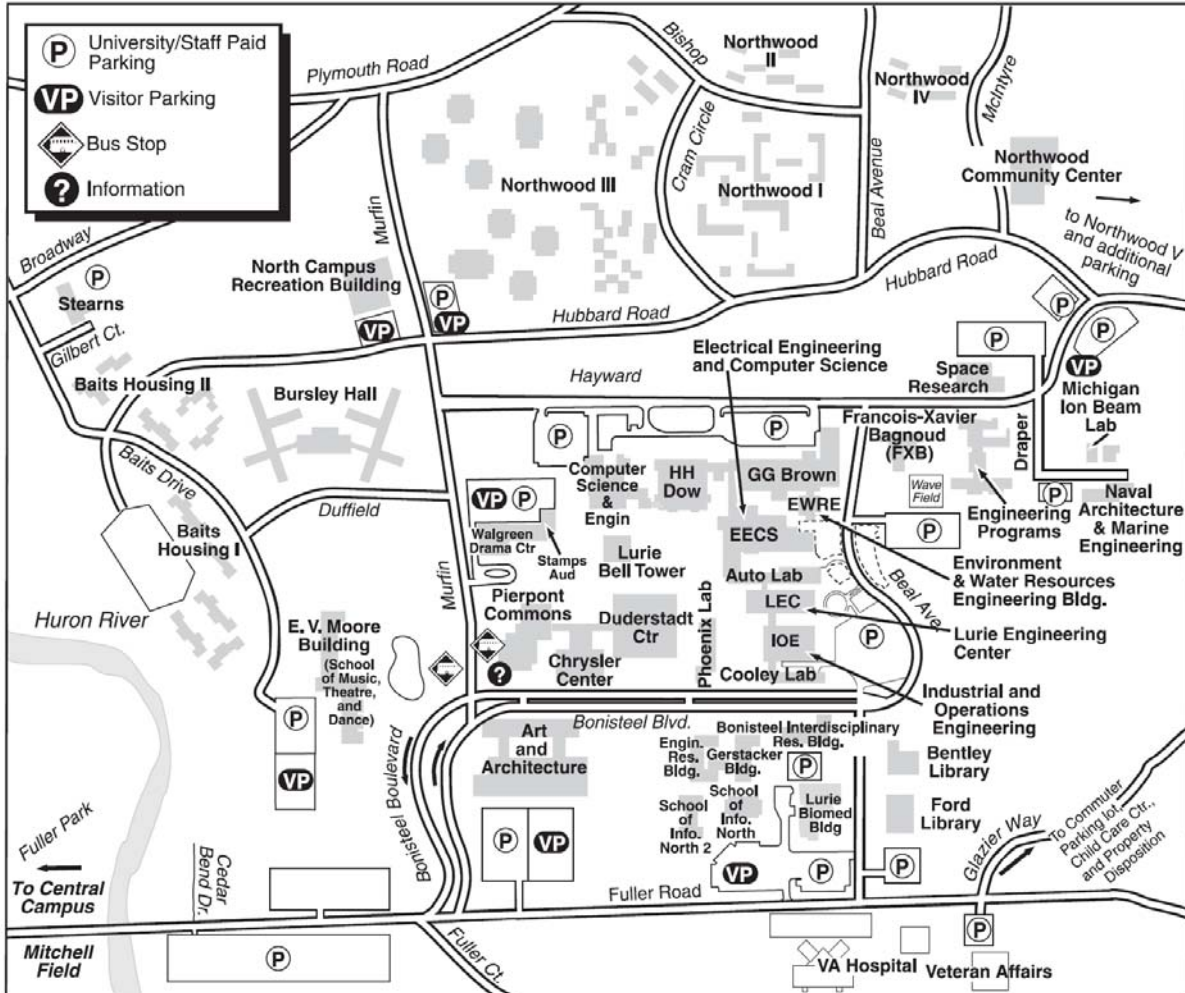 P
University/Staff Paid
Parking
VP
Visitor Parking
Bus Stop
?
Information
Plymouth Road
Bishop
Northwood
II
Northwood
IV
McIntyre
Cram Circle
Beal Avenue
Northwood
Community Center
Northwood III
Northwood I
to Northwood V
and additional
parking
Murfin
Broadway
P
Stearns
North Campus
Recreation Building
P
VP
VP
Hubbard Road
Hubbard Road
P
P
P
VP
Gilbert Ct.
Electrical Engineering
and Computer Science
Space
Research
Michigan
Ion Beam
Lab
Baits Housing II
Bursley Hall
Hayward
Francois-Xavier
Bagnoud
(FXB)
Draper
P
P
Computer
Science
&
Engin
HH
Dow
GG Brown
Wave
Field
Baits Drive
Duffield
VP
P
EWRE
P
P
Engineering
Programs
Naval
Architecture
& Marine
Engineering
Baits
Housing I
Walgreen
Drama Ctr
Stamps
Aud
EECS
Lurie
Bell Tower
Auto Lab
Environment
& Water Resources
Engineering Bldg.
Murfin
Pierpont
Commons
Phoenix Lab
LEC
Beal Ave.
Huron River
E. V. Moore
Building
(School
of Music,
Theatre,
and
Dance)
Duderstadt
Ctr
IOE
P
Lurie Engineering
Center
?
Chrysler
Center
Cooley Lab
Industrial and
Operations
Engineering
P
Bonisteel Blvd.
Bonisteel Interdisciplinary
Res. Bldg.
Art
and
Architecture
Engin.
Res.
Bldg.
Gerstacker
Bldg.
P
Bentley
Library
VP
Bonisteel Boulevard
School
of
Info.
North 2
School
of
Info.
North
Lurie
Biomed
Bldg
Ford
Library
Glazier Way
To Commuter
Parking lot,
Child Care Ctr.,
and Property
Disposition
Fuller Park
To Central
Campus
Cedar
Bend Dr.
P
VP
VP
P
P
Fuller Road
Mitchell
Field
P
Fuller Ct.
VA Hospital
P
Veteran Affairs